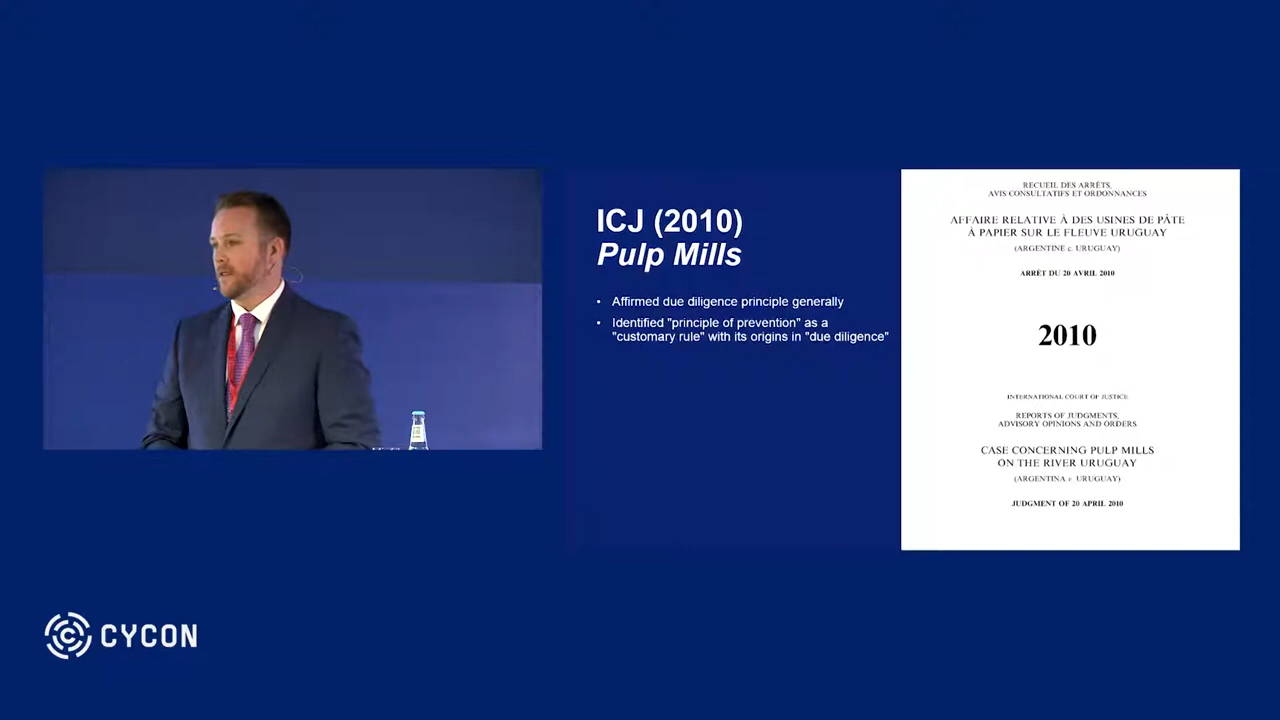 ICJ (2010)
Pulp Mills
• Affirmed due diligence principle generally
• Identified "principle of prevention" as a
"customary rule" with its origins in "due diligence"
RECUEIL DES ARRÊTS,
AVIS CONSULTATIFS ET ORDONNANCES
AFFAIRE RELATIVE À DES USINES DE PÂTE
À PAPIER SUR LE FLEUVE URUGUAY
(ARGENTINE c. URUGUAY)
ARRÊT DU 20 AVRIL 2010
2010
INTERNATIONAL COURT OF JUSTICE
REPORTS OF JUDGMENTS,
ADVISORY OPINIONS AND ORDERS
CASE CONCERNING PULP MILLS
ON THE RIVER URUGUAY
(ARGENTINA v. URUGUAY)
JUDGMENT OF 20 APRIL 2010
CYCON